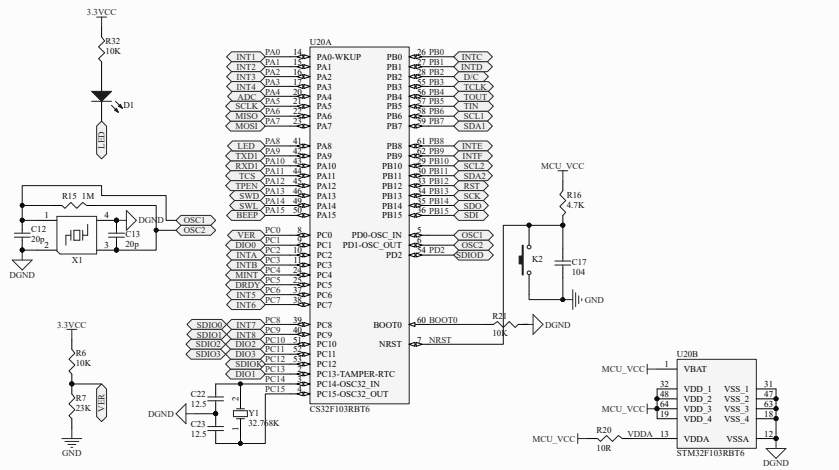 3.3VCC
R32
10K
D1
LED
U20A
INT1 PA0 14 PA0-WKUP PB0 26 PB0 INTC
INT2 PA1 15 PA1 PB1 27 PB1 INTD
INT3 PA2 16 PA2 PB2 28 PB2 D/C
INT4 PA3 17 PA3 PB3 55 PB3 TCLK
ADC PA4 20 PA4 PB4 56 PB4 TOUT
SCLK PA5 21 PA5 PB5 57 PB5 TIN
MISO PA6 22 PA6 PB6 58 PB6 SCL1
MOSI PA7 23 PA7 PB7 59 PB7 SDA1
LED PA8 41 PA8 PB8 61 PB8 INTE
TXD1 PA9 42 PA9 PB9 62 PB9 INTF
RXD1 PA10 43 PA10 PB10 29 PB10 SCL2
TCS PA11 44 PA11 PB11 30 PB11 SDA2
TPEN PA12 45 PA12 PB12 33 PB12 RST
SWD PA13 46 PA13 PB13 34 PB13 SCK
SWL PA14 49 PA14 PB14 35 PB14 SDO
BEEP PA15 50 PA15 PB15 36 PB15 SDI
VER PC0 8 PC0 PD0-OSC_IN 5 OSC1
DIO0 PC1 9 PC1 PD1-OSC_OUT 6 OSC2
INTA PC2 10 PC2 PD2 54 PD2 SDIOD
INTB PC3 11 PC3
MINT PC4 24 PC4
DRDY PC5 25 PC5
INT5 PC6 37 PC6
INT6 PC7 38 PC7
SDIO0 INT7 PC8 39 PC8 BOOT0 60 BOOT0
SDIO1 INT8 PC9 40 PC9
SDIO2 DIO2 PC10 51 PC10 NRST 7 NRST
SDIO3 DIO3 PC11 52 PC11
SDIOK PC12 53 PC12
DIO1 PC13 PC13-TAMPER-RTC
PC14 3 PC14-OSC32_IN
PC15 4 PC15-OSC32_OUT
CS32F103RBT6
R15 1M
OSC1
OSC2
1 4 DGND
C12
20p
C13
20p
2 3
X1
DGND
MCU_VCC
R16
4.7K
K2
C17
104
GND
R21
10K
DGND
3.3VCC
R6
10K
R7
23K
VER
GND
DGND
C22
12.5
C23
12.5
2
1
Y1
32.768K
U20B
MCU_VCC 1 VBAT
32 VDD_1 VSS_1 31
48 VDD_2 VSS_2 47
MCU_VCC 64 VDD_3 VSS_3 63
19 VDD_4 VSS_4 18
MCU_VCC R20 10R VDDA 13 VDDA VSSA 12
STM32F103RBT6
DGND